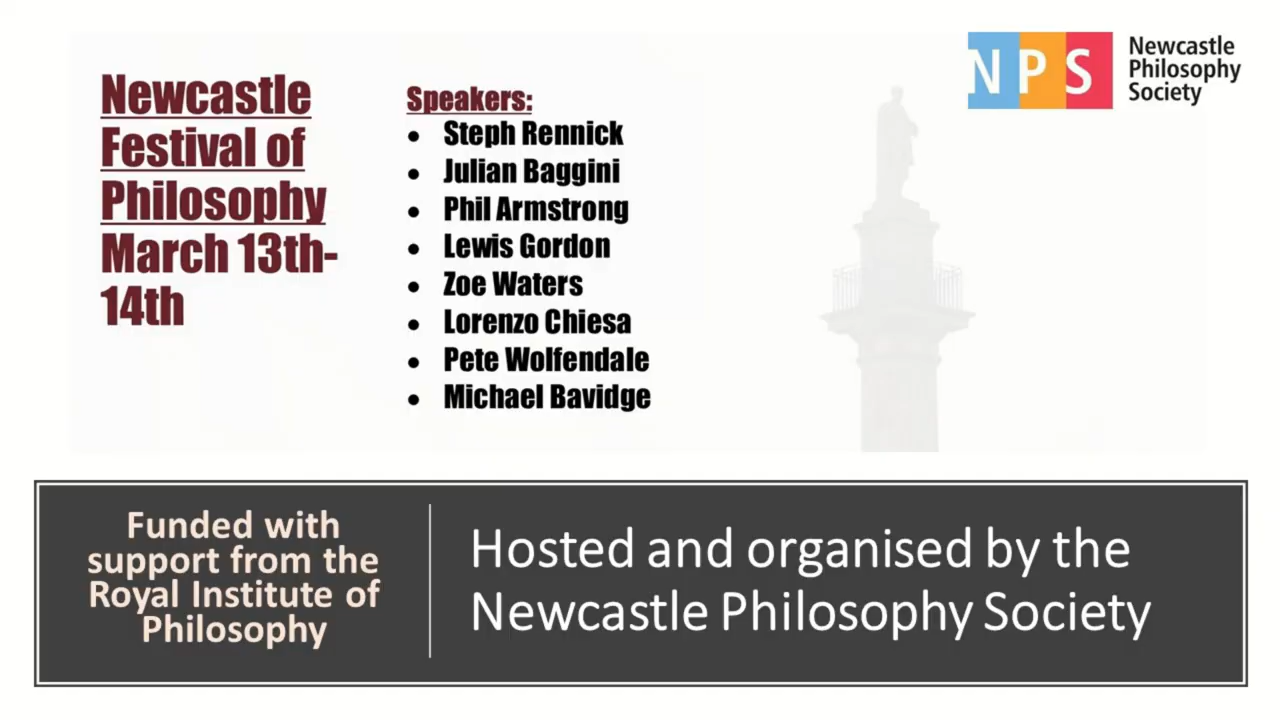 Newcastle
Festival of
Philosophy
March 13th-
14th
Speakers:
• Steph Rennick
• Julian Baggini
• Phil Armstrong
• Lewis Gordon
• Zoe Waters
• Lorenzo Chiesa
• Pete Wolfendale
• Michael Bavidge
NPS
Newcastle
Philosophy
Society
Funded with
support from the
Royal Institute of
Philosophy
Hosted and organised by the
Newcastle Philosophy Society